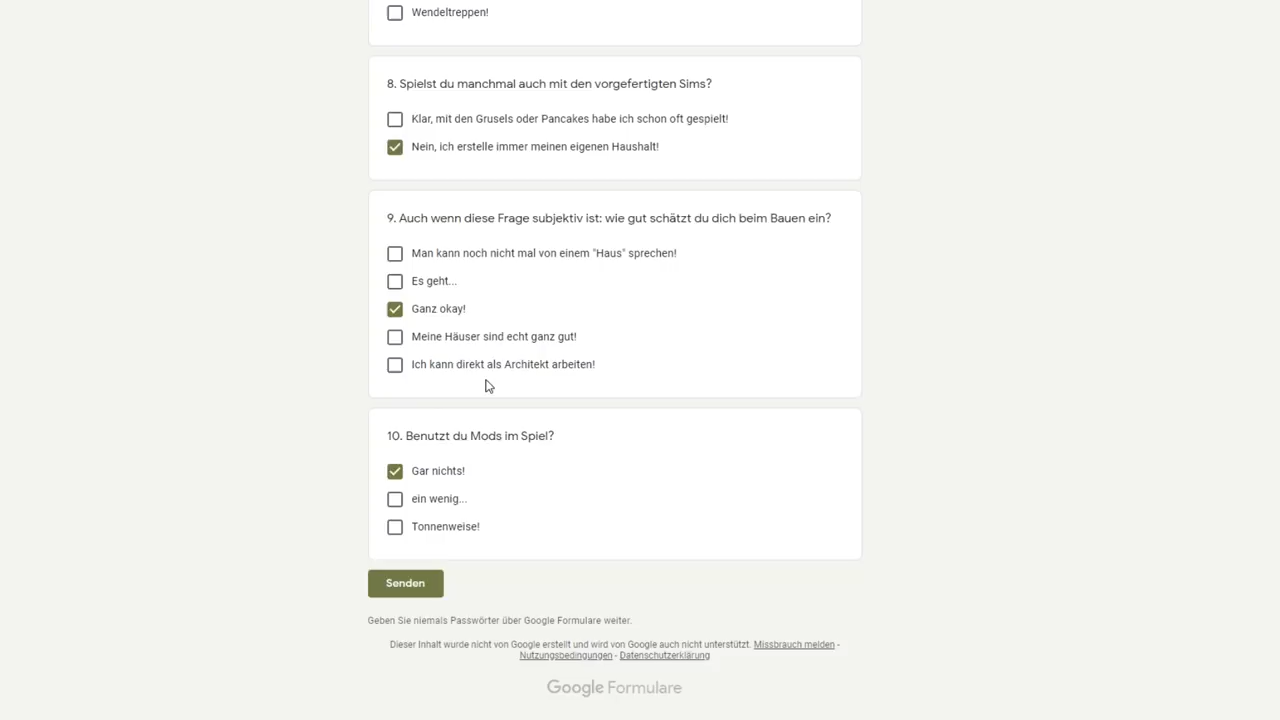 Wendeltreppen!
8. Spielst du manchmal auch mit den vorgefertigten Sims?
Klar, mit den Grusels oder Pancakes habe ich schon oft gespielt!
Nein, ich erstelle immer meinen eigenen Haushalt!
9. Auch wenn diese Frage subjektiv ist: wie gut schätzt du dich beim Bauen ein?
Man kann noch nicht mal von einem "Haus" sprechen!
Es geht...
Ganz okay!
Meine Häuser sind echt ganz gut!
Ich kann direkt als Architekt arbeiten!
10. Benutzt du Mods im Spiel?
Gar nichts!
ein wenig...
Tonnenweise!
Senden
Geben Sie niemals Passwörter über Google Formulare weiter.
Dieser Inhalt wurde nicht von Google erstellt und wird von Google auch nicht unterstützt. Missbrauch melden -
Nutzungsbedingungen - Datenschutzerklärung
Google Formulare